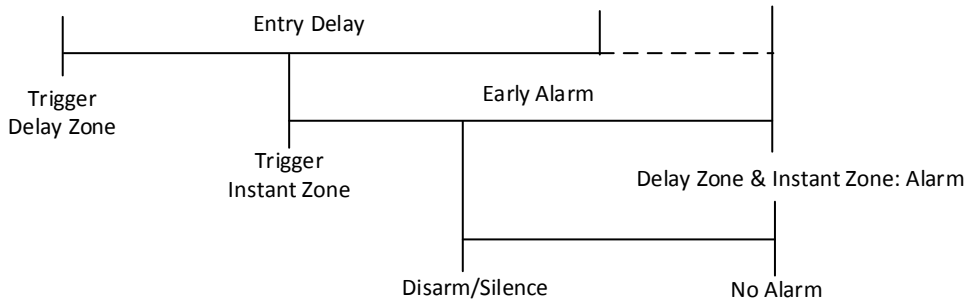 Entry Delay
Trigger
Delay Zone
Early Alarm
Trigger
Instant Zone
Delay Zone & Instant Zone: Alarm
Disarm/Silence
No Alarm